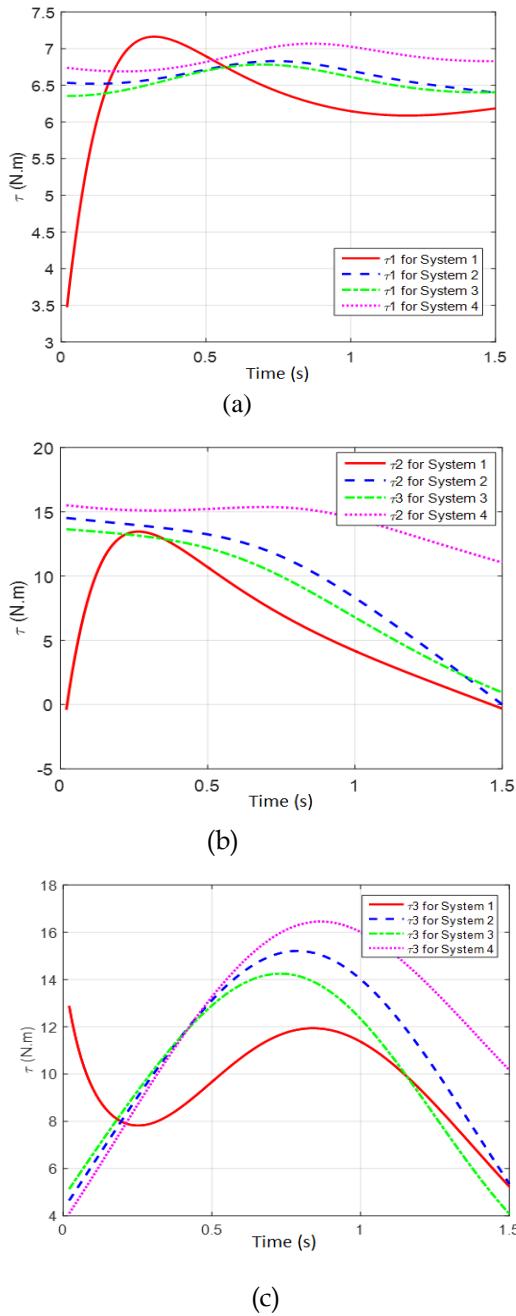 7.5
7
6.5
6
5.5
5
4.5
4
3.5
3
τ (N.m)
τ1 for System 1
τ1 for System 2
τ1 for System 3
τ1 for System 4
0 0.5 1 1.5
Time (s)
(a)
20
15
10
5
0
-5
τ (N.m)
τ2 for System 1
τ2 for System 2
τ3 for System 3
τ2 for System 4
0 0.5 1 1.5
Time (s)
(b)
18
16
14
12
10
8
6
4
τ (N.m)
τ3 for System 1
τ3 for System 2
τ3 for System 3
τ3 for System 4
0 0.5 1 1.5
Time (s)
(c)